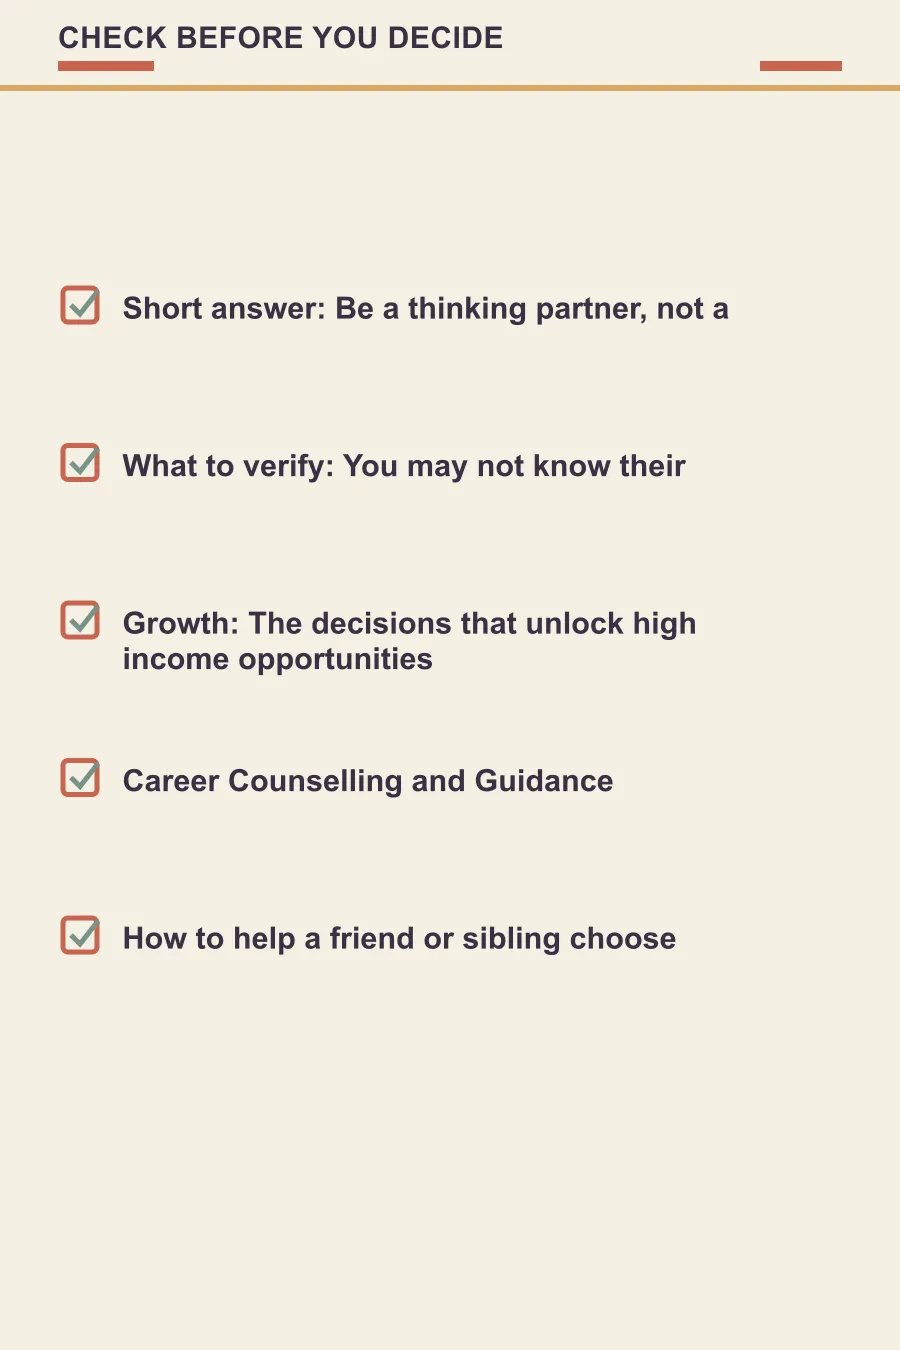 CHECK BEFORE YOU DECIDE
Short answer: Be a thinking partner, not a
What to verify: You may not know their
Growth: The decisions that unlock high
income opportunities
Career Counselling and Guidance
How to help a friend or sibling choose